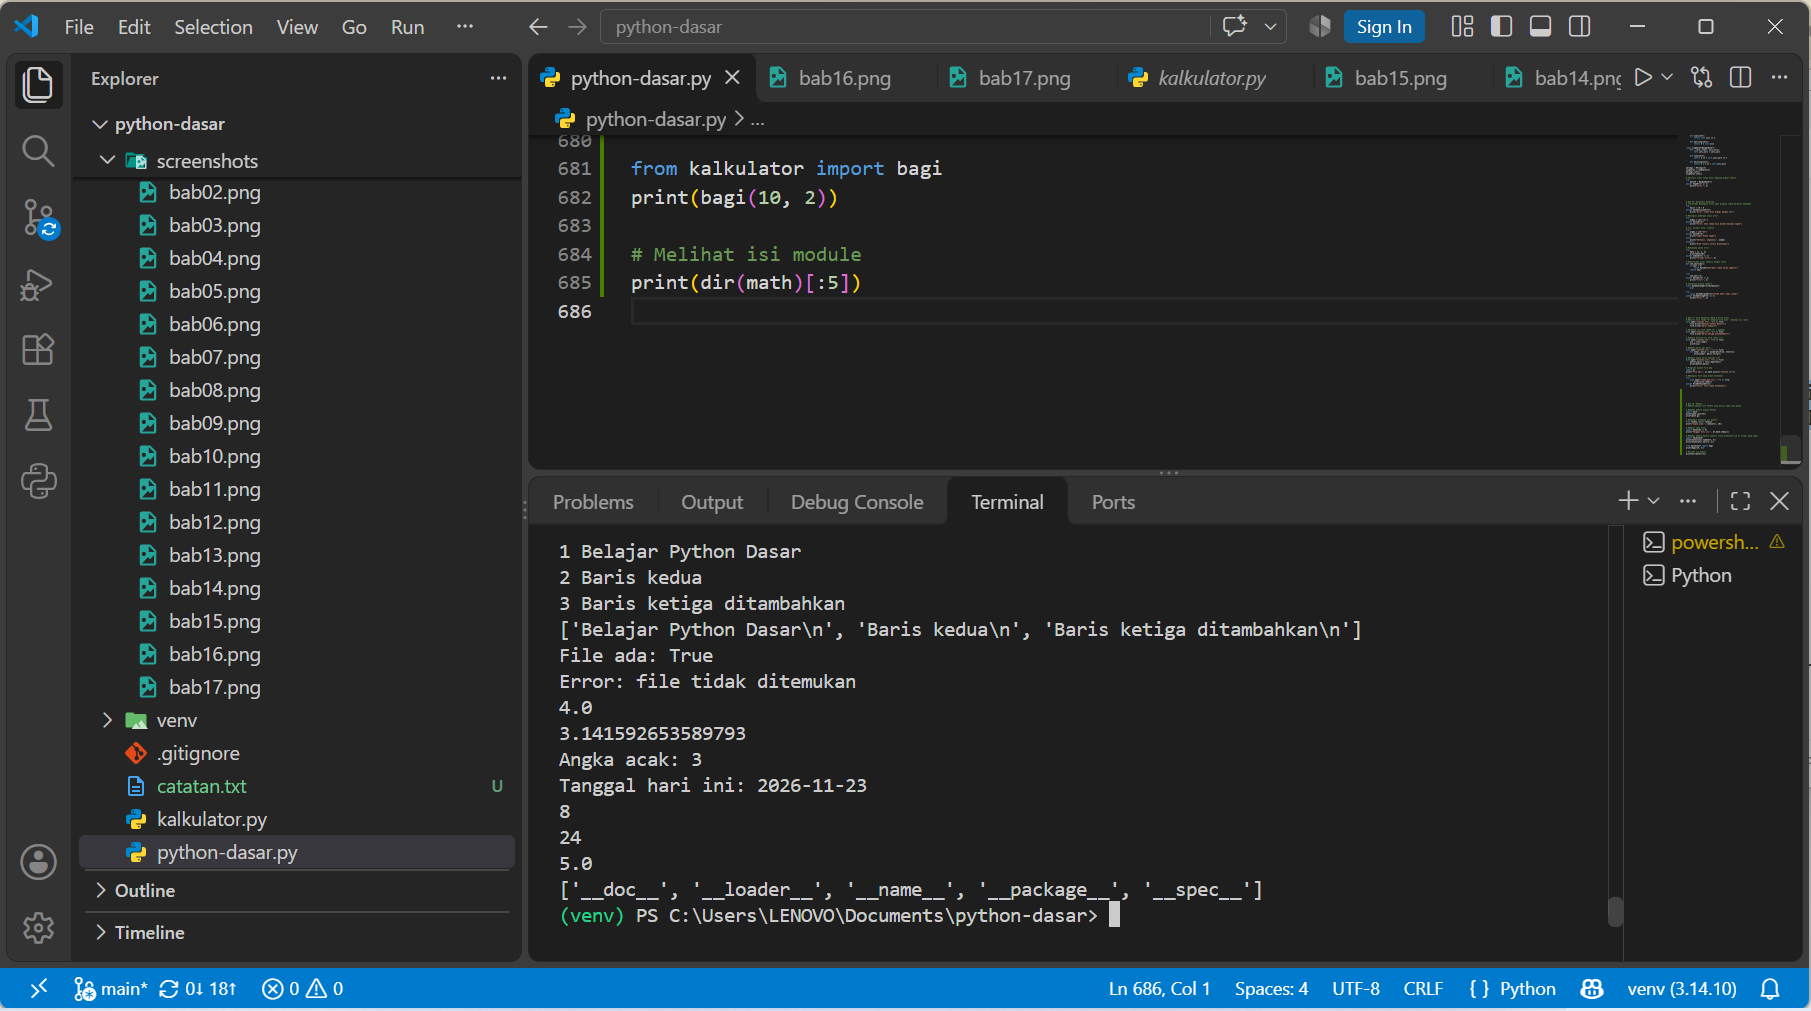 File Edit Selection View Go Run ··· python-dasar Sign In
Explorer ···
python-dasar
screenshots
bab02.png
bab03.png
bab04.png
bab05.png
bab06.png
bab07.png
bab08.png
bab09.png
bab10.png
bab11.png
bab12.png
bab13.png
bab14.png
bab15.png
bab16.png
bab17.png
venv
.gitignore
catatan.txt U
kalkulator.py
python-dasar.py
Outline
Timeline
python-dasar.py bab16.png bab17.png kalkulator.py bab15.png bab14.png
python-dasar.py > ...
680
681 from kalkulator import bagi
682 print(bagi(10, 2))
683
684 # Melihat isi module
685 print(dir(math)[:5])
686
Problems Output Debug Console Terminal Ports
1 Belajar Python Dasar
2 Baris kedua
3 Baris ketiga ditambahkan
['Belajar Python Dasar\n', 'Baris kedua\n', 'Baris ketiga ditambahkan\n']
File ada: True
Error: file tidak ditemukan
4.0
3.141592653589793
Angka acak: 3
Tanggal hari ini: 2026-11-23
8
24
5.0
['__doc__', '__loader__', '__name__', '__package__', '__spec__']
(venv) PS C:\Users\LENOVO\Documents\python-dasar>
powersh...
Python
main* 0↓ 18↑ 0 0 Ln 686, Col 1 Spaces: 4 UTF-8 CRLF { } Python venv (3.14.10)